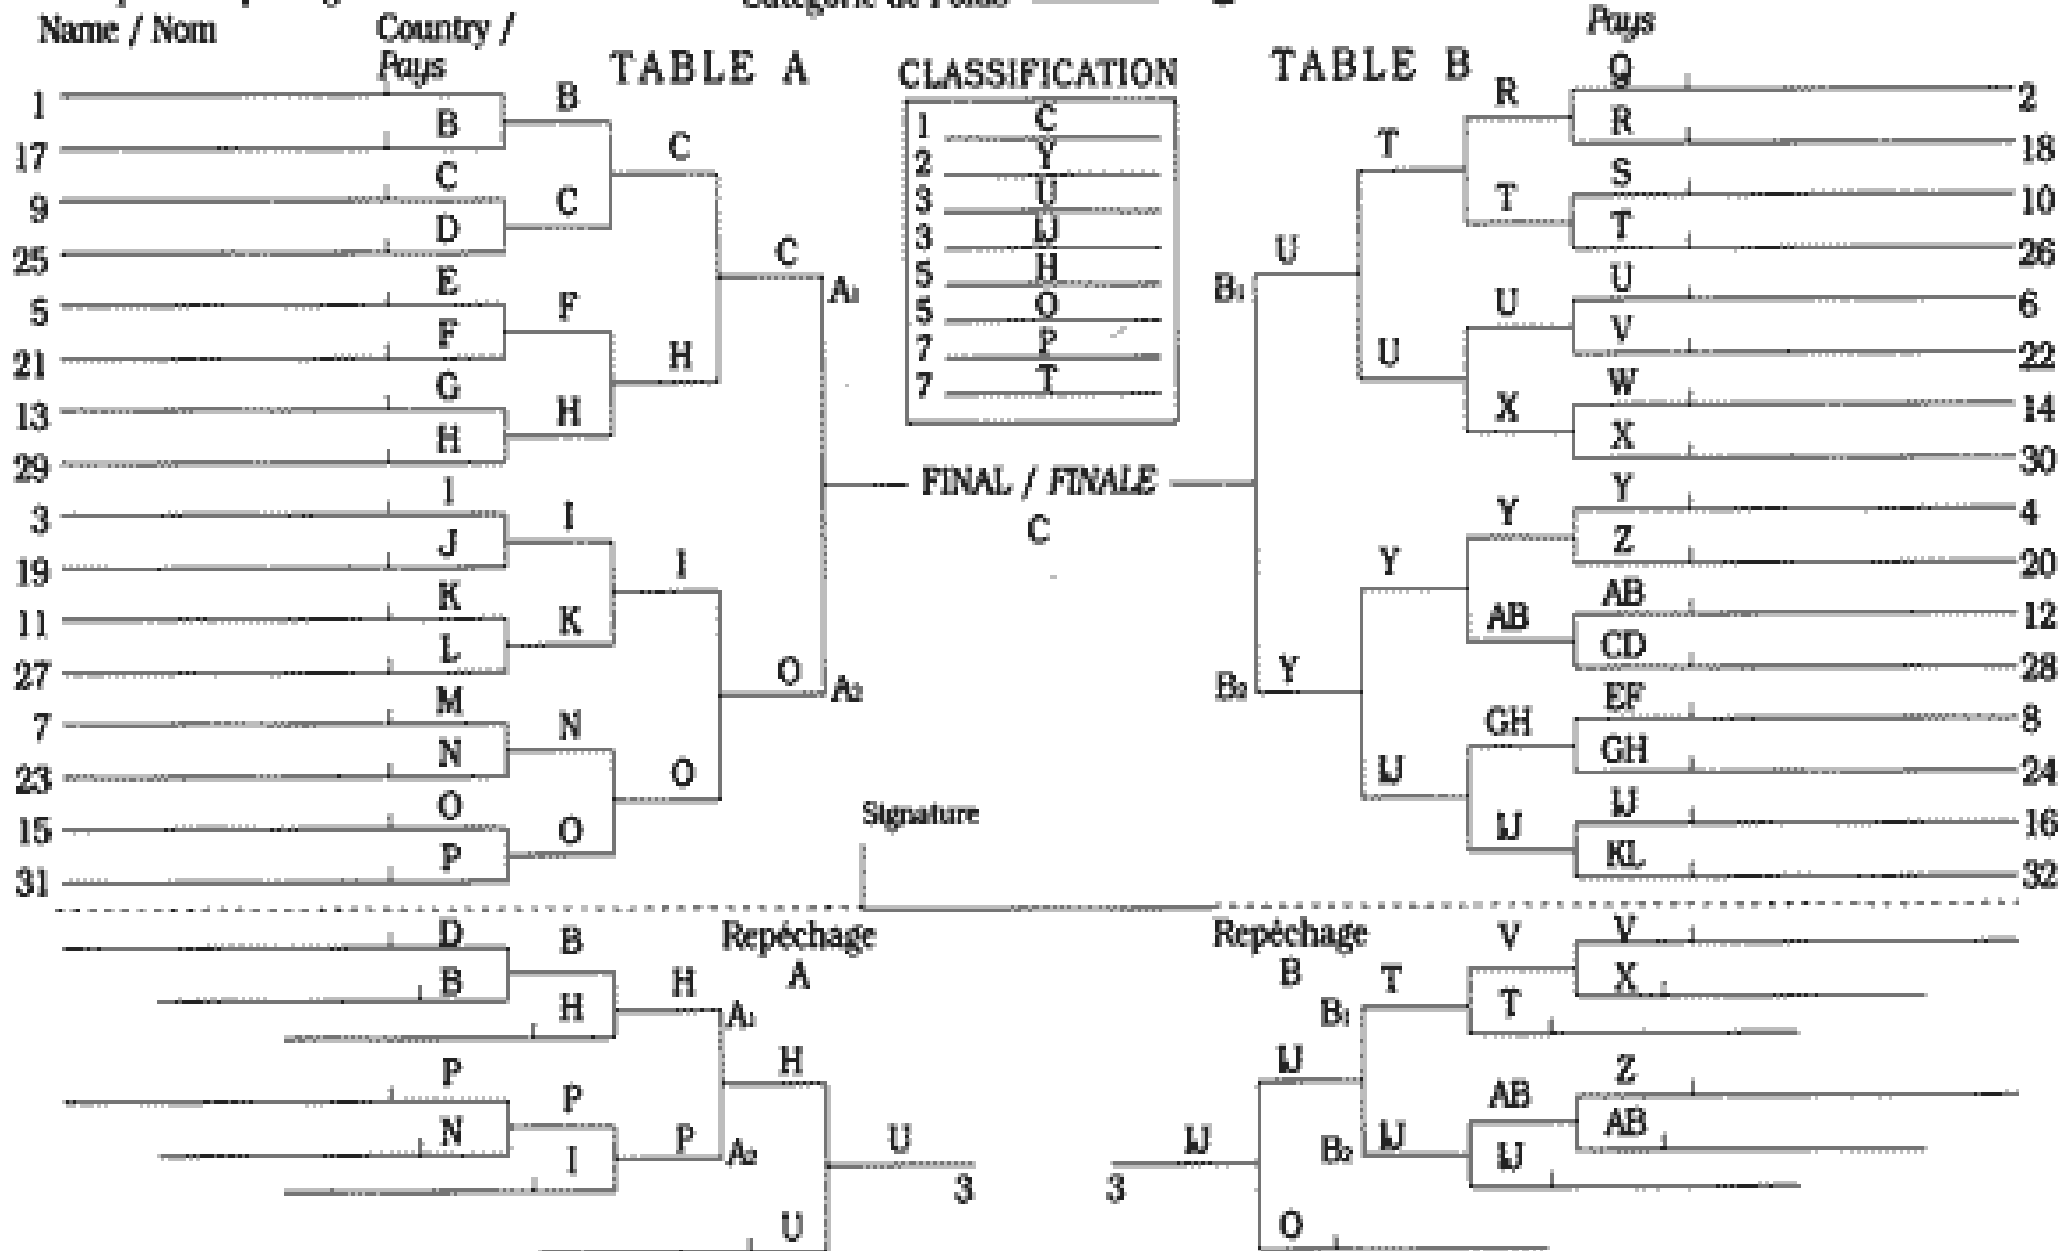 Name / Nom
Country /
Pays
TABLE A
CLASSIFICATION
1 C
2 Y
3 U
3 IJ
5 H
5 O
7 P
7 T
TABLE B
Pays
1
B
17
C
9
D
25
E
5
F
21
G
13
H
29
I
3
J
19
K
11
L
27
M
7
N
23
O
15
P
31
B
C
F
H
I
K
N
O
C
H
I
O
C
A1
O
A2
FINAL / FINALE
C
B1
U
B2
Y
T
U
Y
IJ
R
T
U
X
Y
AB
GH
IJ
Q
2
R
18
S
10
T
26
U
6
V
22
W
14
X
30
Y
4
Z
20
AB
12
CD
28
EF
8
GH
24
IJ
16
KL
32
Signature
Repéchage
A
D
B
B
H
H
A1
P
N
P
I
P
A2
H
U
U
3
Repéchage
B
V
X
V
T
T
B1
Z
AB
AB
IJ
IJ
B2
IJ
O
IJ
3